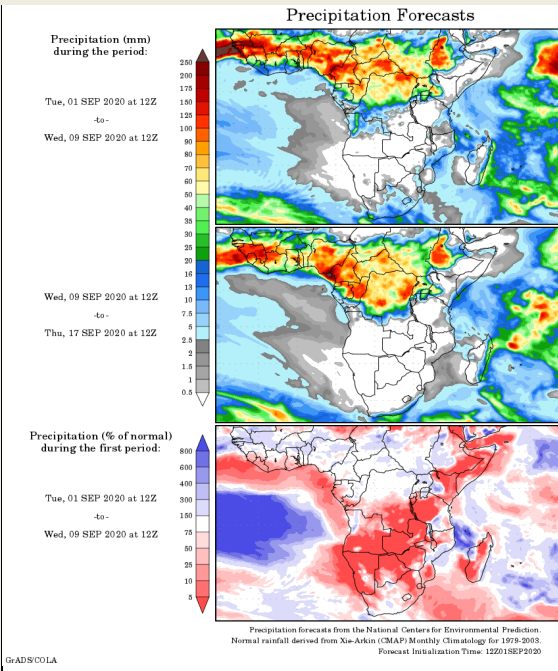 Precipitation Forecasts
Precipitation (mm)
during the period:
Tue, 01 SEP 2020 at 12Z
-to-
Wed, 09 SEP 2020 at 12Z
250
200
175
150
125
100
90
80
70
60
50
40
35
30
25
20
16
13
10
7.5
5
2.5
2
1.5
1
0.5
Wed, 09 SEP 2020 at 12Z
-to-
Thu, 17 SEP 2020 at 12Z
Precipitation (% of normal)
during the first period:
Tue, 01 SEP 2020 at 12Z
-to-
Wed, 09 SEP 2020 at 12Z
800
600
400
300
150
75
50
25
10
5
Precipitation forecasts from the National Centers for Environmental Prediction.
Normal rainfall derived from Xie-Arkin (CMAP) Monthly Climatology for 1979-2003.
Forecast Initialization Time: 12Z01SEP2020
GrADS/COLA